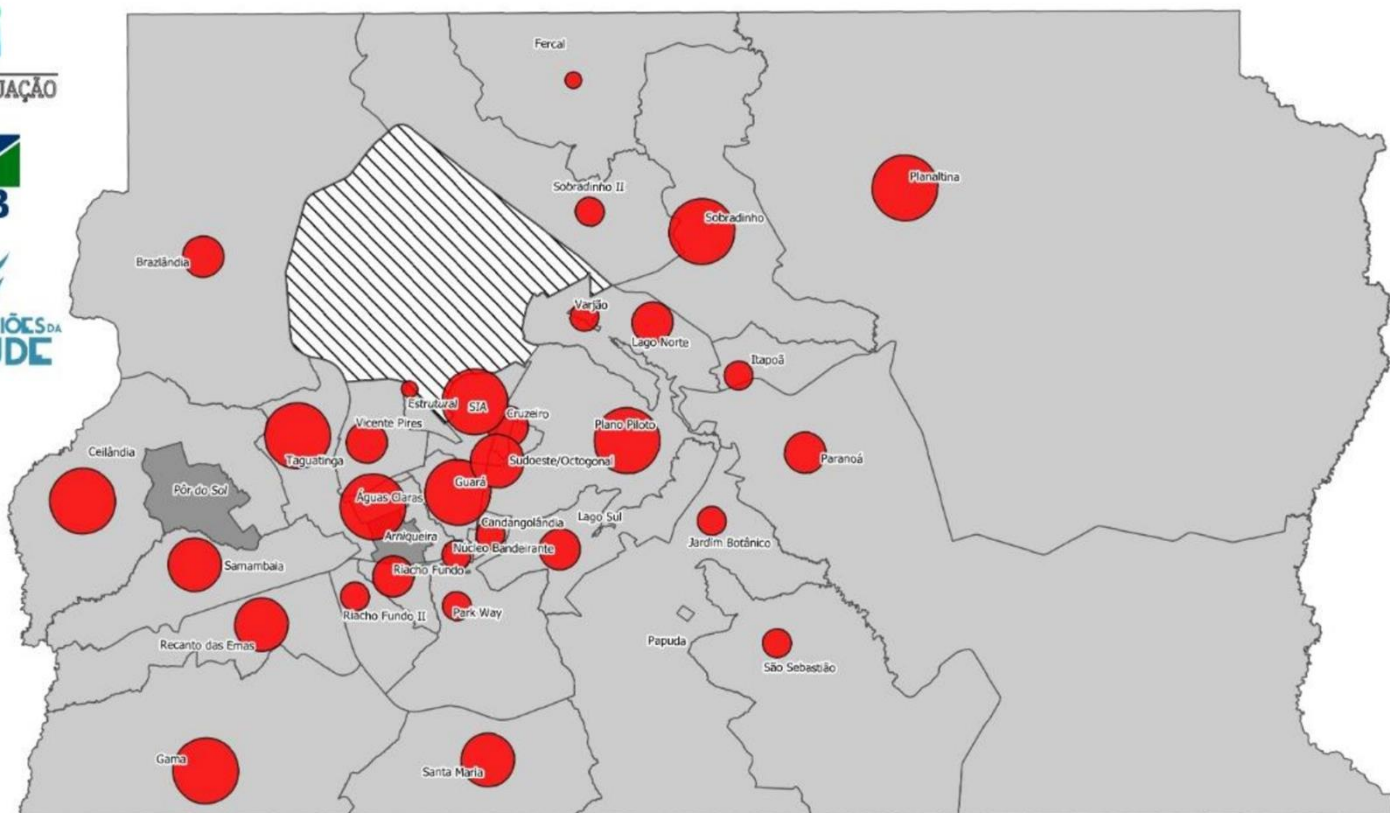 UAÇÃO
B
IÕES DA
UDE
Fercal
Planaltina
Sobradinho II
Sobradinho
Brazlândia
Varjão
Lago Norte
Itapoã
Estrutural
SIA
Cruzeiro
Vicente Pires
Plano Piloto
Taguatinga
Sudoeste/Octogonal
Paranoá
Ceilândia
Guará
Pôr do Sol
Águas Claras
Candangolândia
Lago Sul
Arniqueira
Núcleo Bandeirante
Jardim Botânico
Samambaia
Riacho Fundo
Riacho Fundo II
Park Way
Recanto das Emas
Papuda
São Sebastião
Gama
Santa Maria